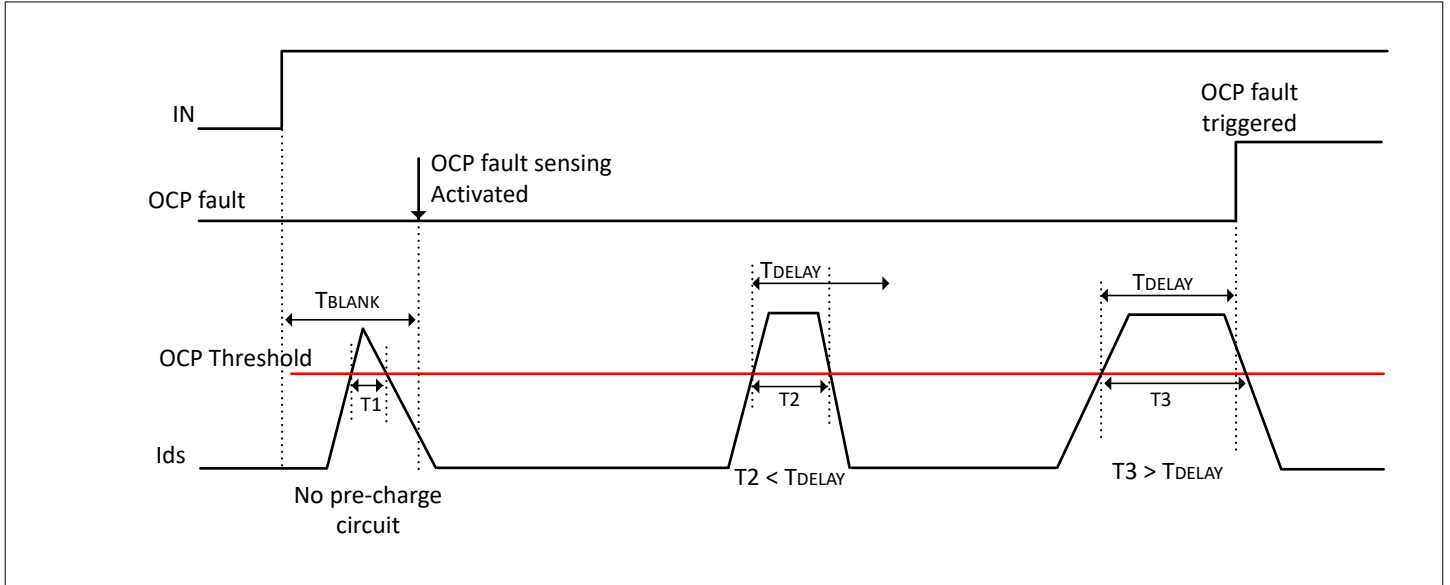 IN
OCP fault
triggered
OCP fault sensing
Activated
OCP fault
TDELAY
TDELAY
TBLANK
OCP Threshold
T1
T2
T3
Ids
T2 < TDELAY
T3 > TDELAY
No pre-charge
circuit